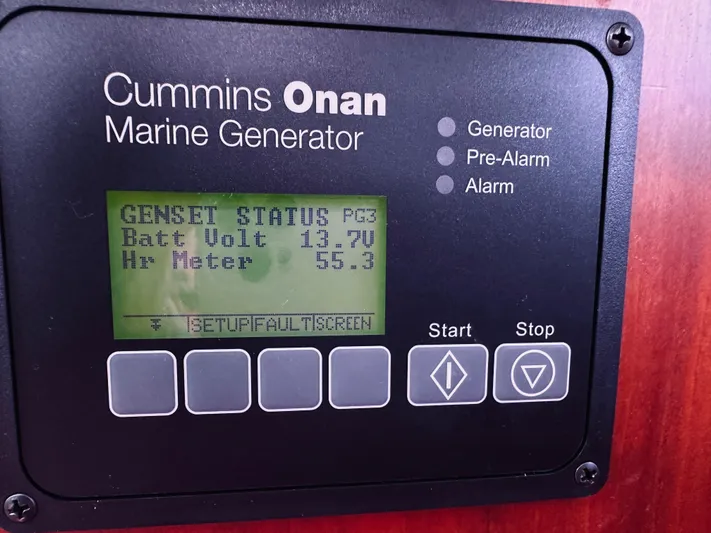 Cummins Onan
Marine Generator
Generator
Pre-Alarm
Alarm
GENSET STATUS PG3
Batt Volt 13.7V
Hr Meter 55.3
SETUP FAULT SCREEN
Start Stop